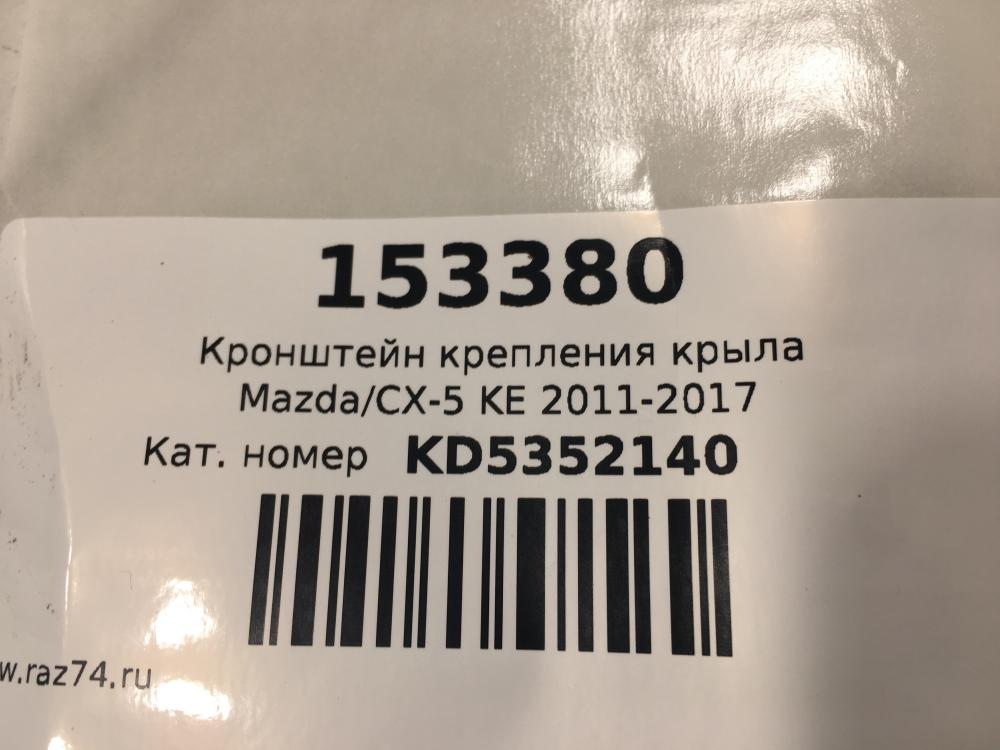 153380
Кронштейн крепления крыла
Mazda/CX-5 KE 2011-2017
Кат. номер KD5352140
w.raz74.ru